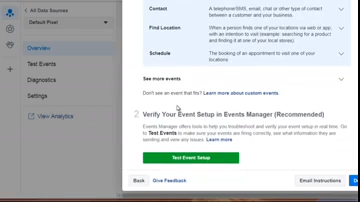 All Data Sources
Default Pixel
Overview
Test Events
Diagnostics
Settings
View Analytics
Contact
A telephone/SMS, email, chat or other type of contact
between a customer and your business.
Find Location
When a person finds one of your locations via web or app,
with an intention to visit (example: searching for a product
and finding it at one of your local stores)
Schedule
The booking of an appointment to visit one of your
locations
See more events
Don't see an event that fits? Learn more about custom events.
2 Verify Your Event Setup in Events Manager (Recommended)
Events Manager offers tools to help you troubleshoot and verify your event setup in real time. Go
to Test Events to make sure your events are firing correctly, see what information they are
sending and view any issues. Learn more
Test Event Setup
Back
Give Feedback
Email Instructions